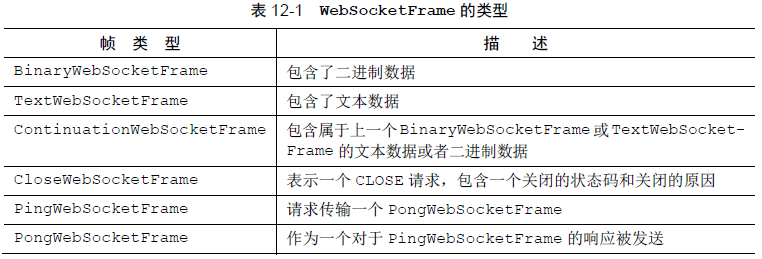 表 12-1 WebSocketFrame 的类型
帧 类 型 描 述
BinaryWebSocketFrame 包含了二进制数据
TextWebSocketFrame 包含了文本数据
ContinuationWebSocketFrame 包含属于上一个 BinaryWebSocketFrame 或 TextWebSocket-
Frame 的文本数据或者二进制数据
CloseWebSocketFrame 表示一个 CLOSE 请求，包含一个关闭的状态码和关闭的原因
PingWebSocketFrame 请求传输一个 PongWebSocketFrame
PongWebSocketFrame 作为一个对于 PingWebSocketFrame 的响应被发送